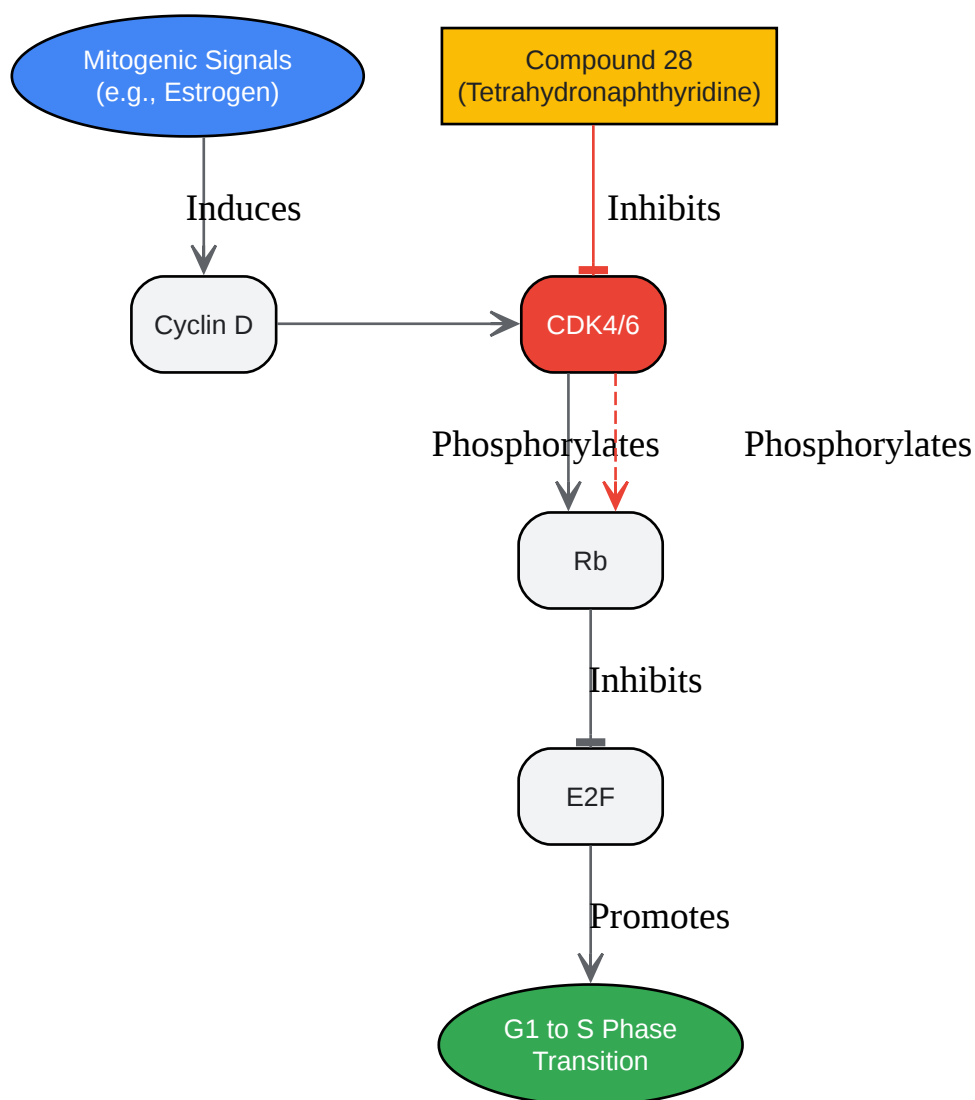 Mitogenic Signals
(e.g., Estrogen)
Compound 28
(Tetrahydronaphthyridine)
Induces
Inhibits
Cyclin D
CDK4/6
Phosphorylates
Phosphorylates
Rb
Inhibits
E2F
Promotes
G1 to S Phase
Transition